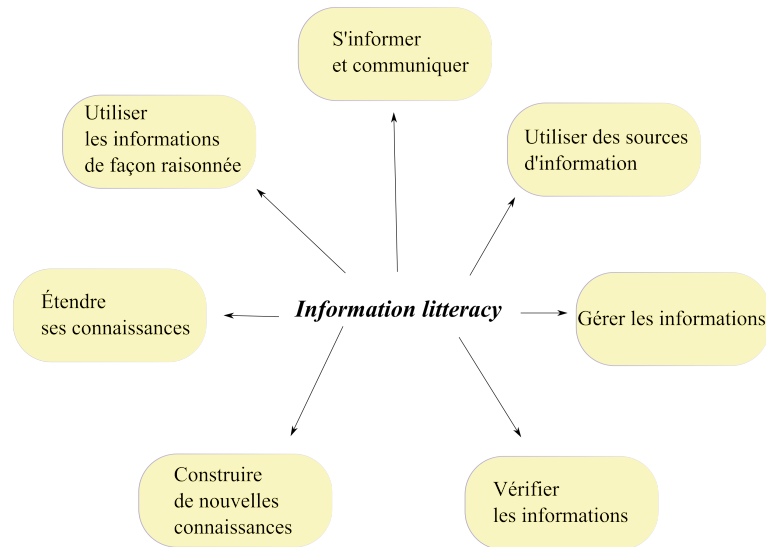 S'informer
et communiquer
Utiliser
les informations
de façon raisonnée
Utiliser des sources
d'information
Étendre
ses connaissances
Information litteracy
Gérer les informations
Construire
de nouvelles
connaissances
Vérifier
les informations